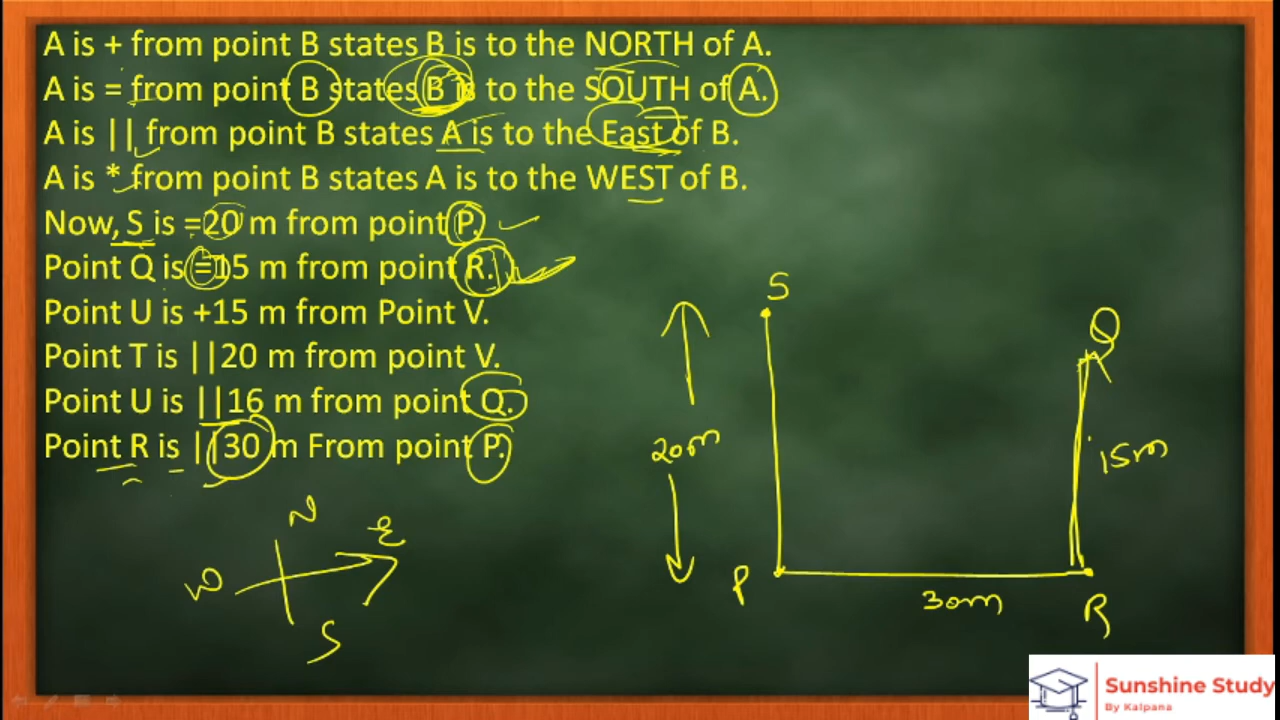 A is + from point B states B is to the NORTH of A.
A is = from point B states B is to the SOUTH of A.
A is || from point B states A is to the East of B.
A is * from point B states A is to the WEST of B.
Now, S is =20 m from point P.
Point Q is =15 m from point R.
Point U is +15 m from Point V.
Point T is ||20 m from point V.
Point U is ||16 m from point Q.
Point R is ||30 m From point P.
N
E
W
S
S
Q
20m
15m
P
30m
R
Sunshine Study
By Kalpana